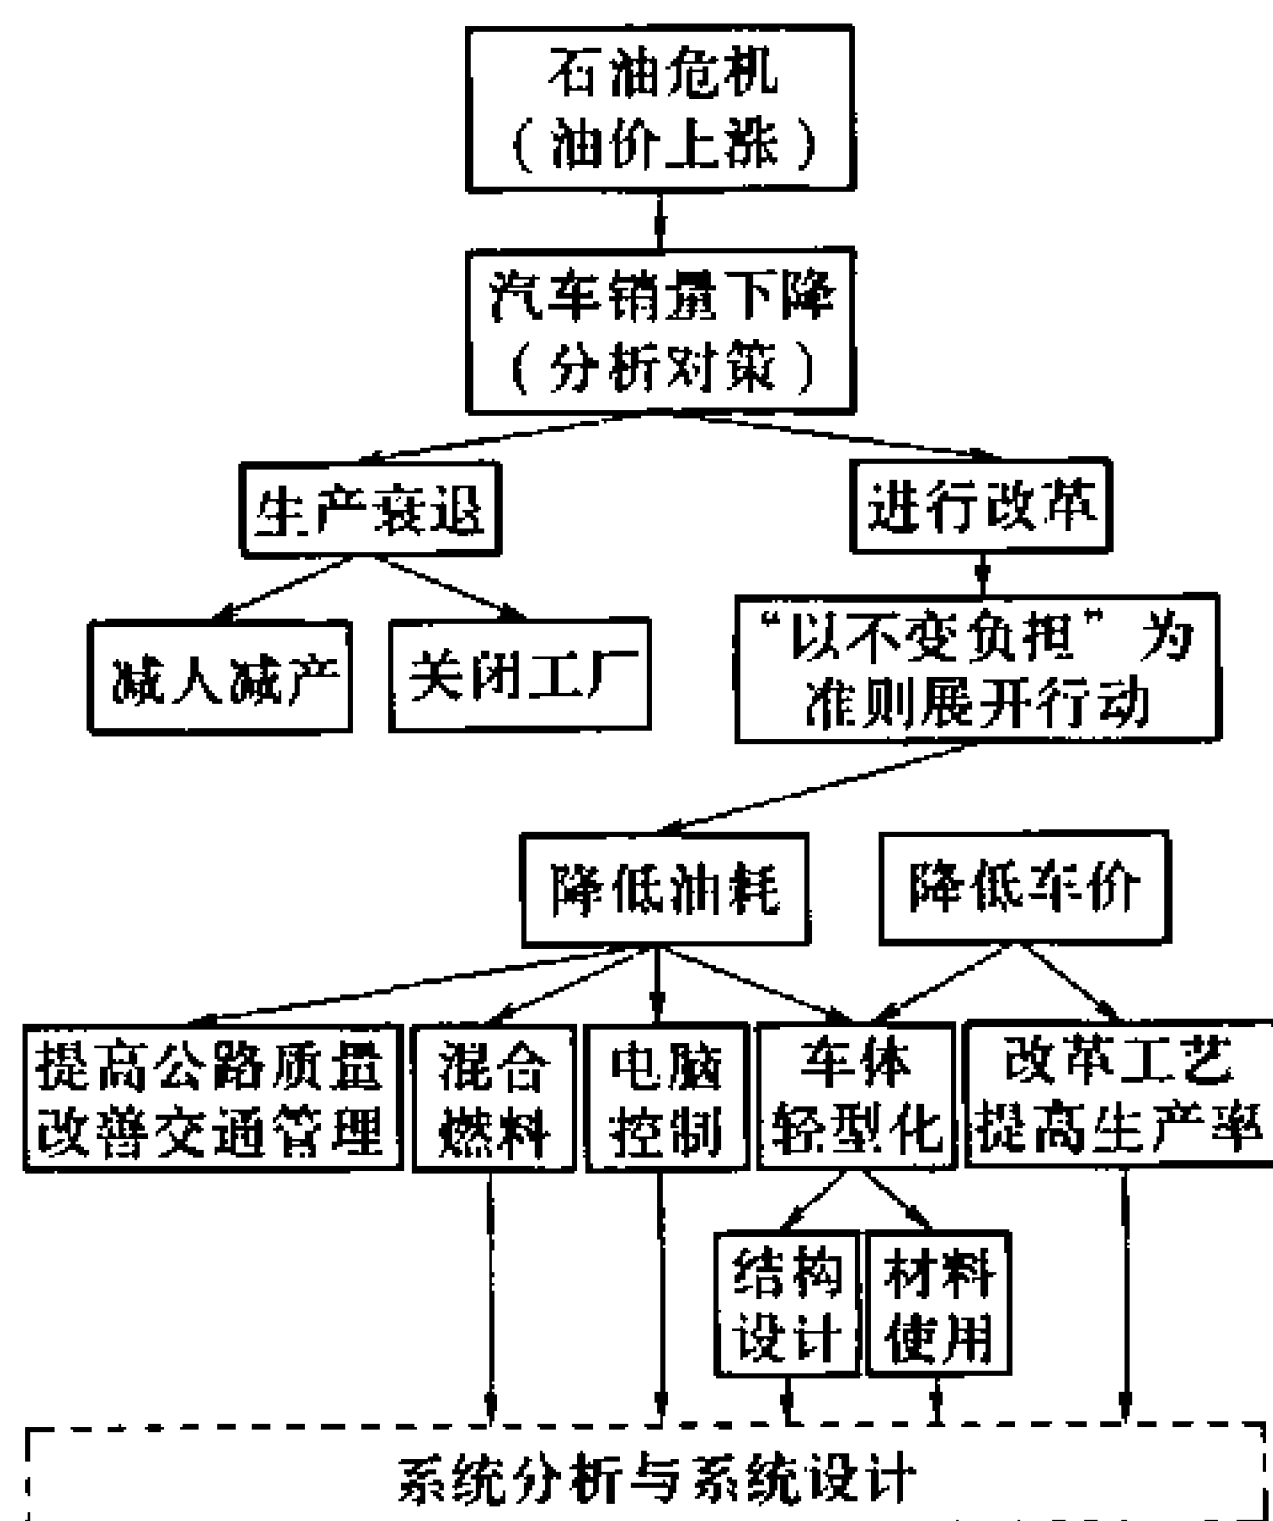 石油危机
（油价上涨）
汽车销量下降
（分析对策）
生产衰退
进行改革
减人减产
关闭工厂
“以不变负担”为
准则展开行动
降低油耗
降低车价
提高公路质量
改善交通管理
混合
燃料
电脑
控制
车体
轻型化
改革工艺
提高生产率
结构
设计
材料
使用
系统分析与系统设计